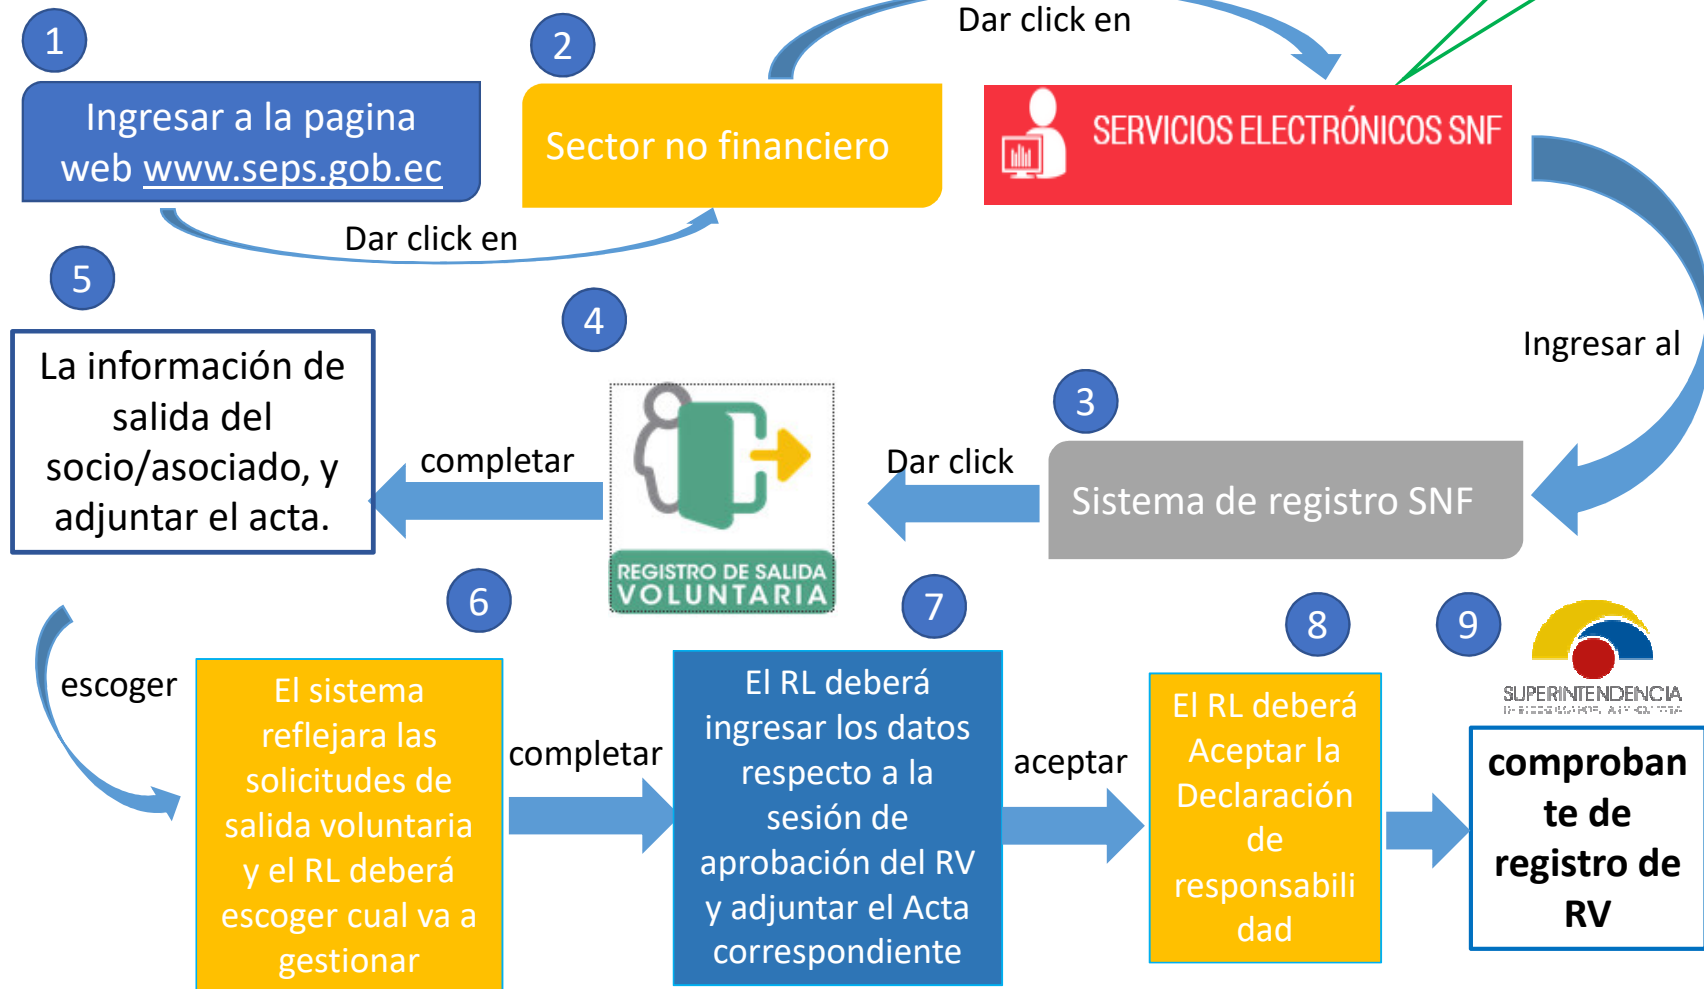 1
Ingresar a la pagina
web www.seps.gob.ec
Dar click en
2
Sector no financiero
Dar click en
SERVICIOS ELECTRÓNICOS SNF
Ingresar al
3
Sistema de registro SNF
Dar click
4
REGISTRO DE SALIDA
VOLUNTARIA
completar
5
La información de
salida del
socio/asociado, y
adjuntar el acta.
escoger
6
El sistema
reflejara las
solicitudes de
salida voluntaria
y el RL deberá
escoger cual va a
gestionar
completar
7
El RL deberá
ingresar los datos
respecto a la
sesión de
aprobación del RV
y adjuntar el Acta
correspondiente
aceptar
8
El RL deberá
Aceptar la
Declaración
de
responsabili
dad
9
SUPERINTENDENCIA
comproban
te de
registro de
RV